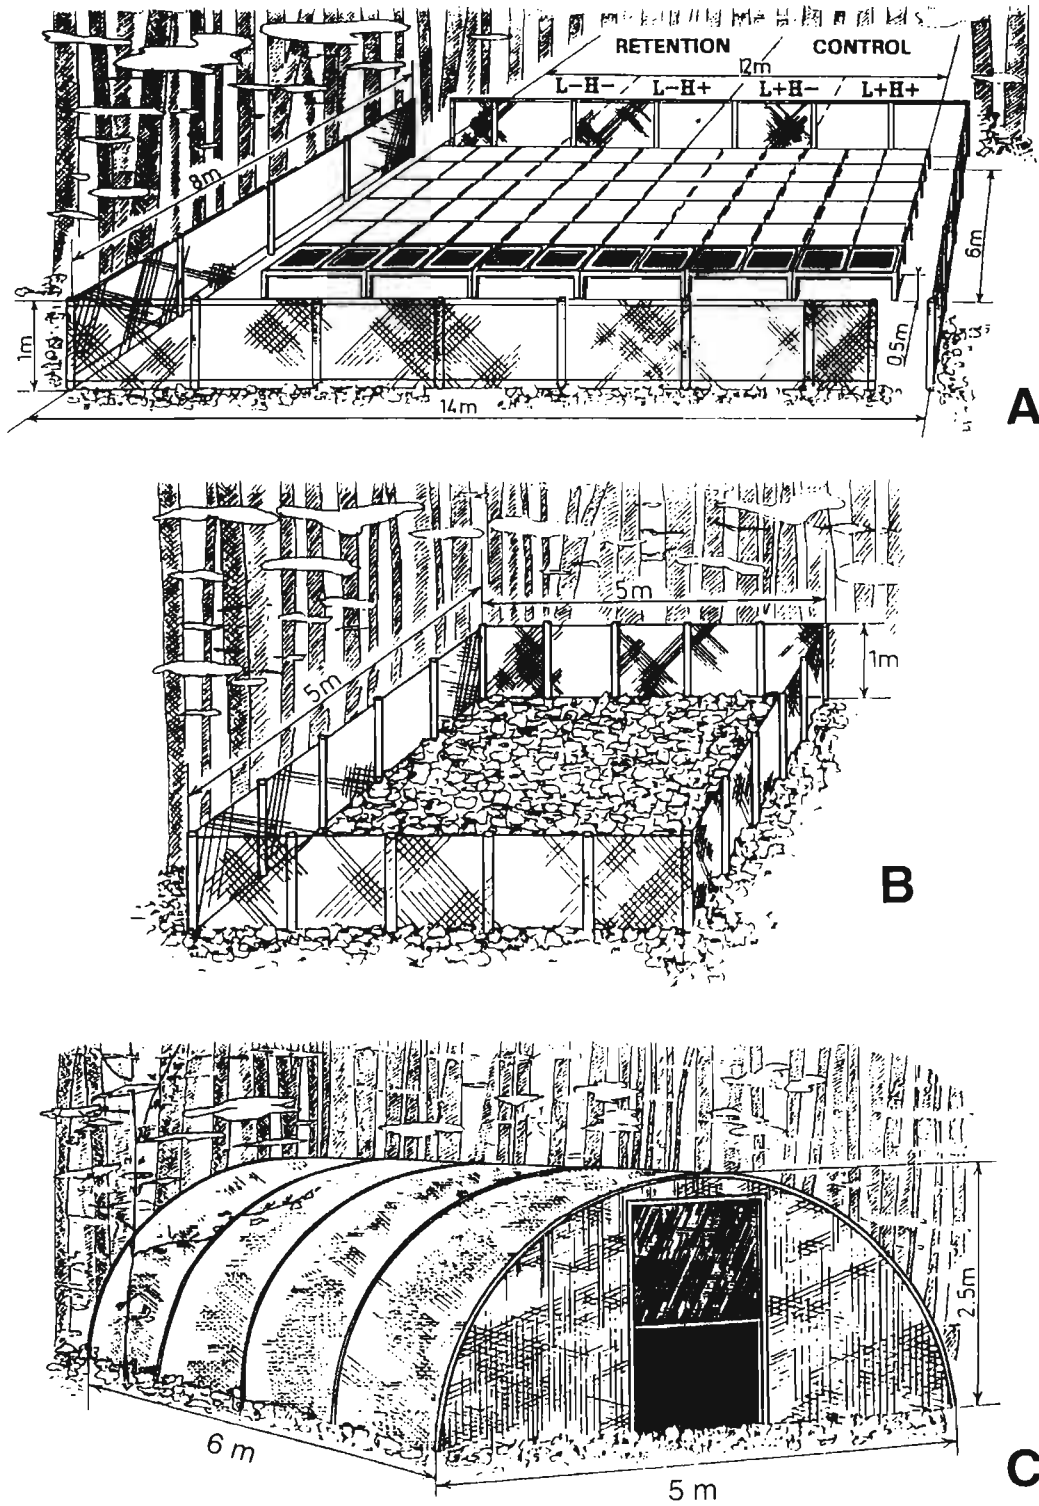 RETENTION CONTROL
12m
L-H- L-H+ L+H- L+H+
8m
6m
1m
0.5m
14m
A
5m
5m
1m
B
2.5m
6 m
5 m
C